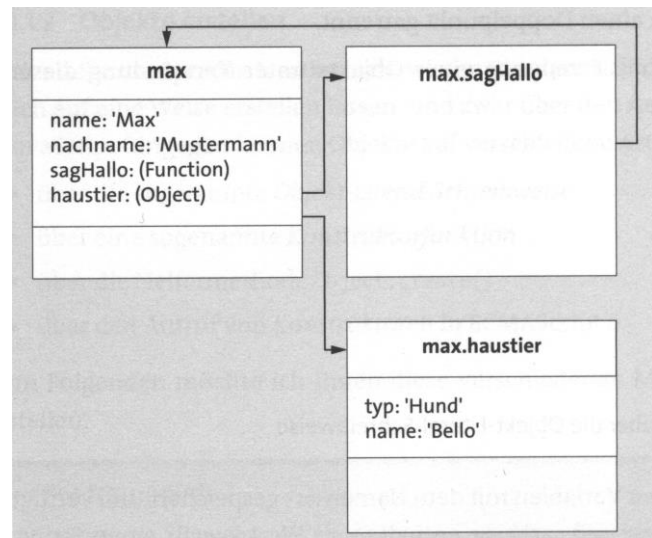 max
name: 'Max'
nachname: 'Mustermann'
sagHallo: (Function)
haustier: (Object)
max.sagHallo
max.haustier
typ: 'Hund'
name: 'Bello'